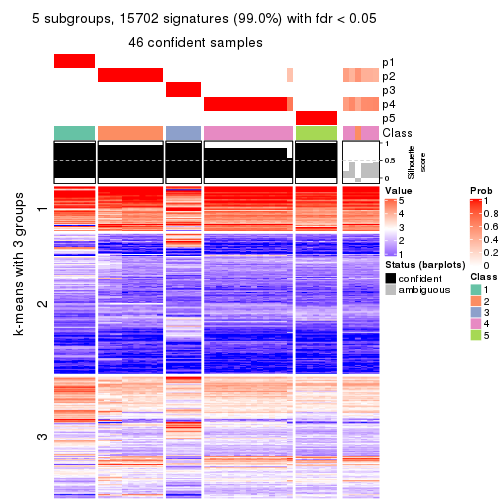 5 subgroups, 15702 signatures (99.0%) with fdr < 0.05
46 confident samples
p1
p2
p3
p4
p5
Class
1
0.5
0
Silhouette
score
k-means with 3 groups
1
2
3
Value
5
4
3
2
1
Status (barplots)
confident
ambiguous
Prob
1
0.8
0.6
0.4
0.2
0
Class
1
2
3
4
5